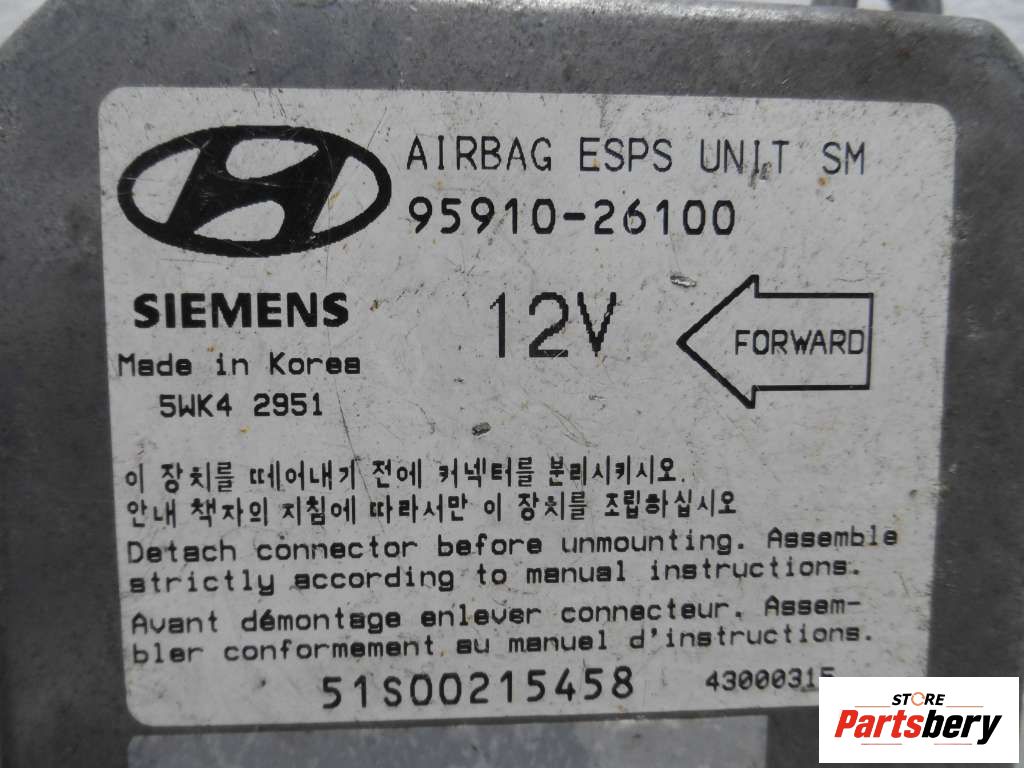 AIRBAG ESPS UNIT SM
95910-26100
SIEMENS
12V
FORWARD
Made in Korea
5WK4 2951
이 장치를 떼어내기 전에 커넥터를 분리시키시오.
안내 책자의 지침에 따라서만 이 장치를 조립하십시오
Detach connector before unmounting. Assemble
strictly according to manual instructions.
Avant démontage enlever connecteur. Assem-
bler conformement au manuel d'instructions.
51S00215458
STORE
Partsbery